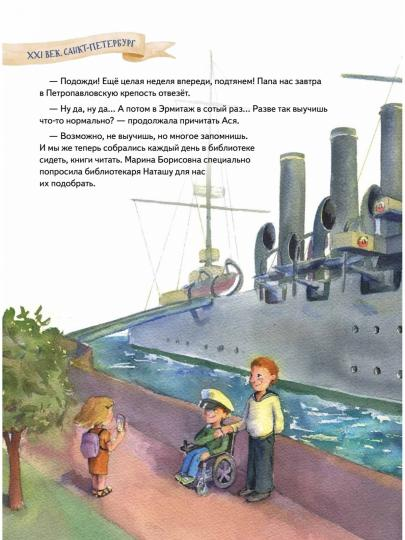 XXI ВЕК. САНКТ-ПЕТЕРБУРГ
— Подожди! Ещё целая неделя впереди, подтянем! Папа нас завтра
в Петропавловскую крепость отвезёт.
— Ну да, ну да... А потом в Эрмитаж в сотый раз... Разве так выучишь
что-то нормально? — продолжала причитать Ася.
— Возможно, не выучишь, но многое запомнишь.
И мы же теперь собрались каждый день в библиотеке
сидеть, книги читать. Марина Борисовна специально
попросила библиотекаря Наташу для нас
их подобрать.